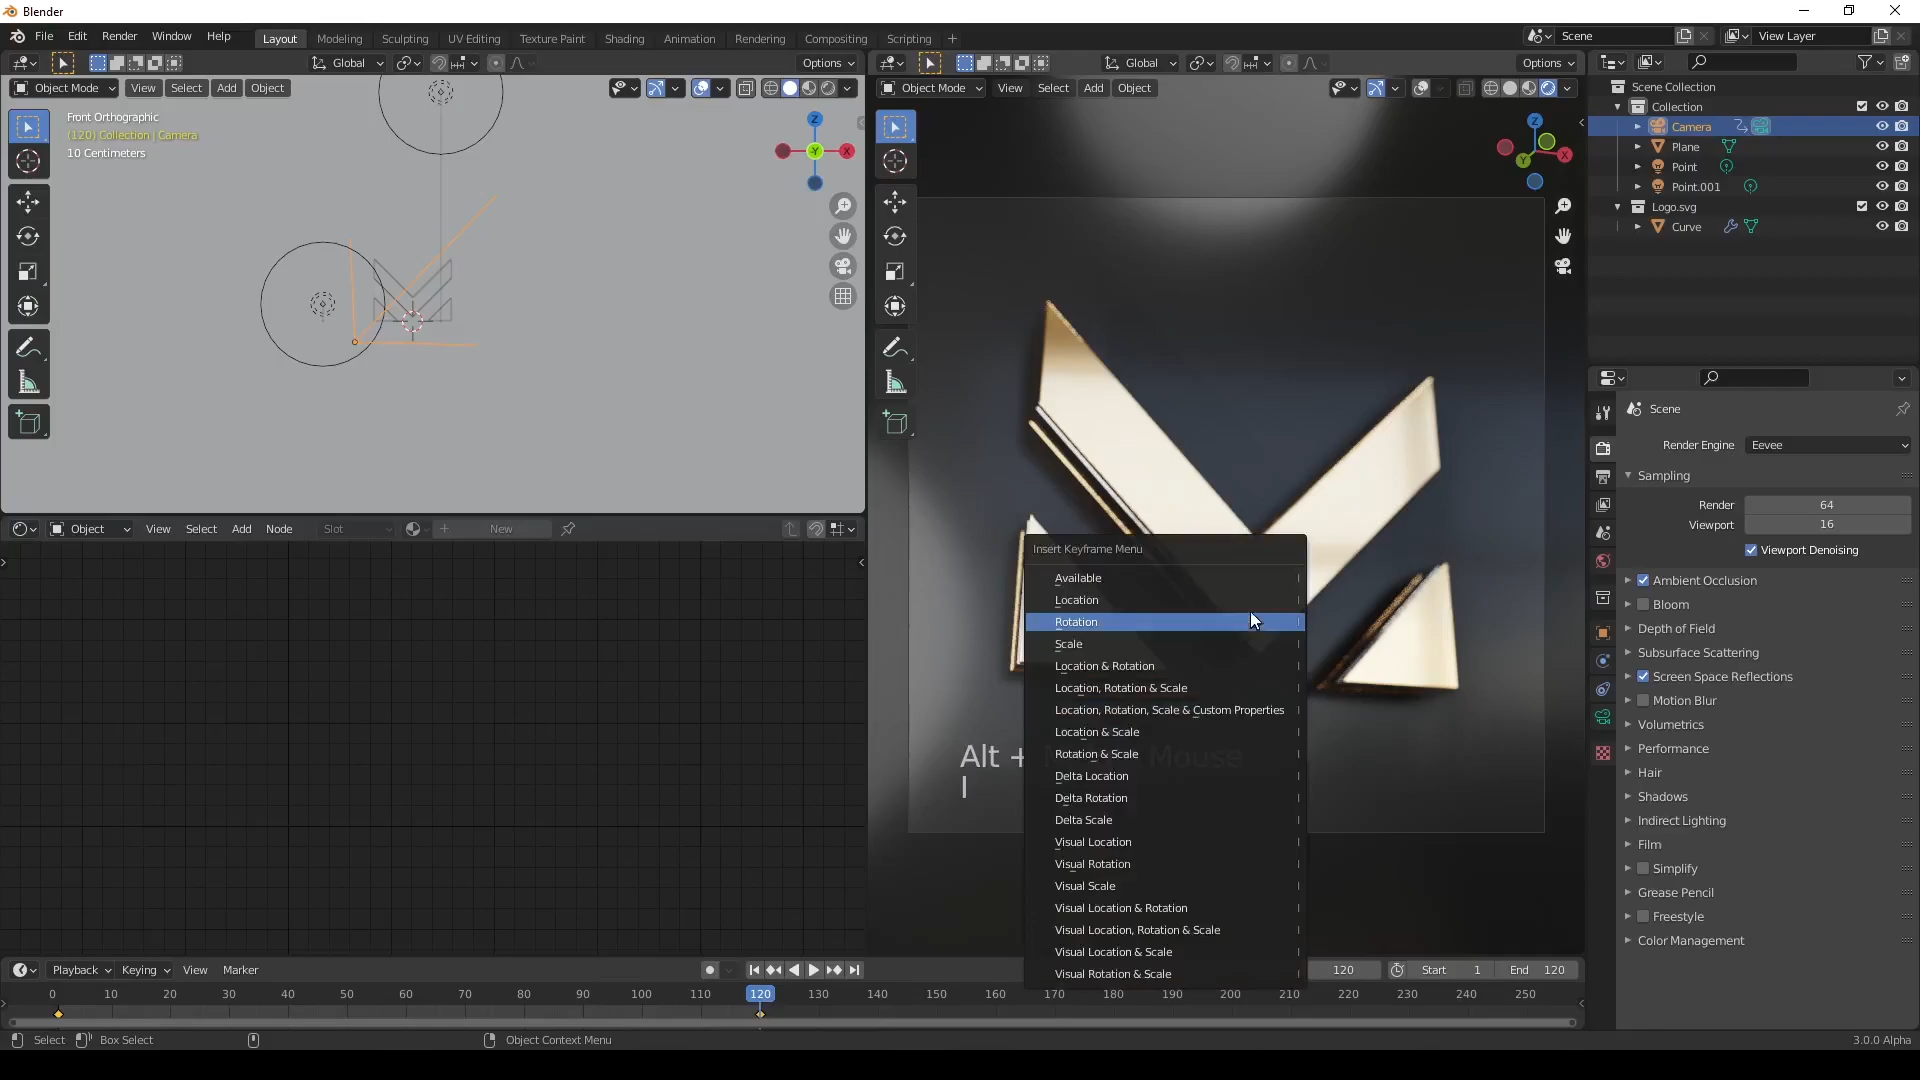 Blender
File Edit Render Window Help Layout Modeling Sculpting UV Editing Texture Paint Shading Animation Rendering Compositing Scripting Scene View Layer
Global Options Global Options
Object Mode View Select Add Object Object Mode View Select Add Object
Front Orthographic
(120) Collection | Camera
10 Centimeters
Z
X
Y
Z
X
Y
Scene Collection
Collection
Camera
Plane
Point
Point.001
Logo.svg
Curve
Scene
Render Engine Eevee
Sampling
Render 64
Viewport 16
Viewport Denoising
Ambient Occlusion
Bloom
Depth of Field
Subsurface Scattering
Screen Space Reflections
Motion Blur
Volumetrics
Performance
Hair
Shadows
Indirect Lighting
Film
Simplify
Grease Pencil
Freestyle
Color Management
Object View Select Add Node Slot New
Insert Keyframe Menu
Available I
Location I
Rotation I
Scale I
Location & Rotation I
Location, Rotation & Scale I
Location, Rotation, Scale & Custom Properties I
Location & Scale I
Rotation & Scale I
Delta Location I
Delta Rotation I
Delta Scale I
Visual Location I
Visual Rotation I
Visual Scale I
Visual Location & Rotation I
Visual Location, Rotation & Scale I
Visual Location & Scale I
Visual Rotation & Scale I
Alt + Mouse
I
Playback Keying View Marker 120 Start 1 End 120
0 10 20 30 40 50 60 70 80 90 100 110 120 130 140 150 160 170 180 190 200 210 220 230 240 250
Select Box Select Object Context Menu 3.0.0 Alpha